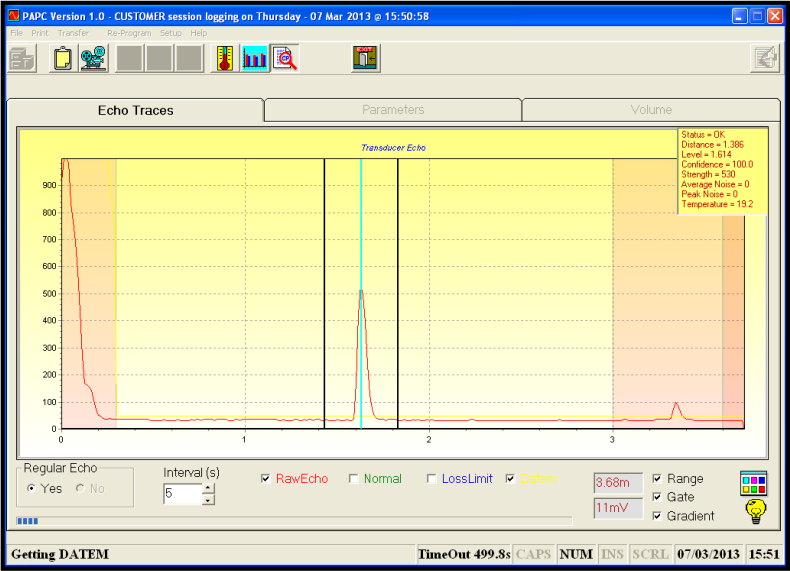 PAPC Version 1.0 - CUSTOMER session logging on Thursday - 07 Mar 2013 @ 15:50:58
File Print Transfer Re-Program Setup Help
EXIT
CP
Echo Traces Parameters Volume
Transducer Echo
Status = OK
Distance = 1.386
Level = 1.614
Confidence = 100.0
Strength = 530
Average Noise = 0
Peak Noise = 0
Temperature = 19.2
900
800
700
600
500
400
300
200
100
0
0 1 2 3
Regular Echo
Yes No
Interval (s)
5
RawEcho Normal LossLimit Datem
3.68m
11mV
Range
Gate
Gradient
Getting DATEM TimeOut 499.8s CAPS NUM INS SCRL 07/03/2013 15:51